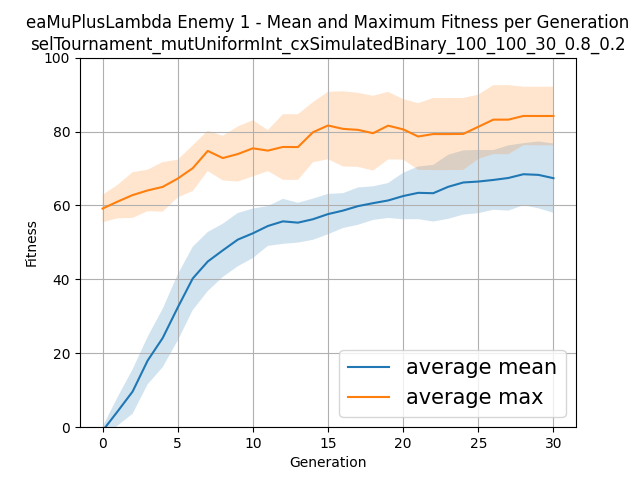 eaMuPlusLambda Enemy 1 - Mean and Maximum Fitness per Generation
selTournament_mutUniformInt_cxSimulatedBinary_100_100_30_0.8_0.2
100
80
60
40
20
0
Fitness
average mean
average max
0 5 10 15 20 25 30
Generation